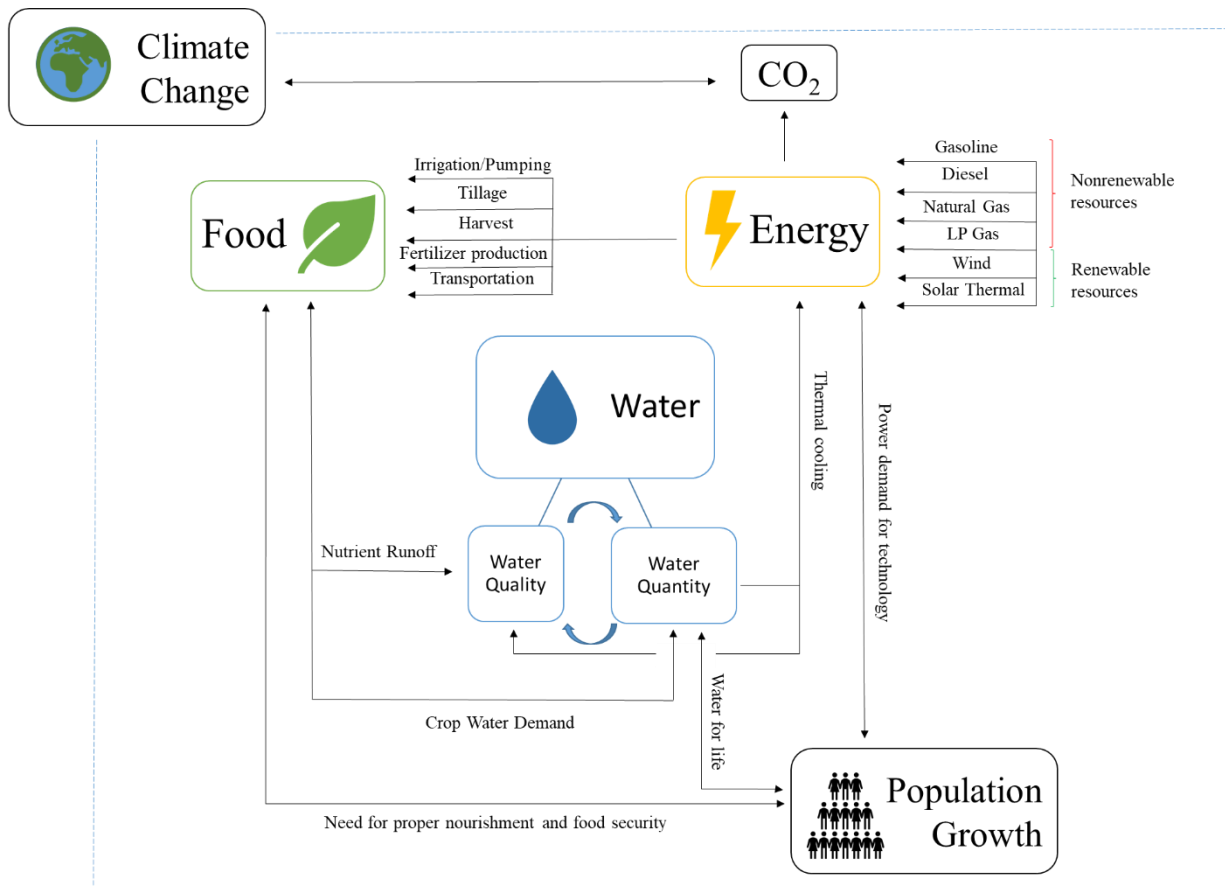 Climate
Change
CO₂
Irrigation/Pumping
Tillage
Harvest
Fertilizer production
Transportation
Food
Energy
Gasoline
Diesel
Natural Gas
LP Gas
Wind
Solar Thermal
Nonrenewable
resources
Renewable
resources
Water
Thermal cooling
Power demand for technology
Nutrient Runoff
Water
Quality
Water
Quantity
Crop Water Demand
Water for life
Need for proper nourishment and food security
Population
Growth